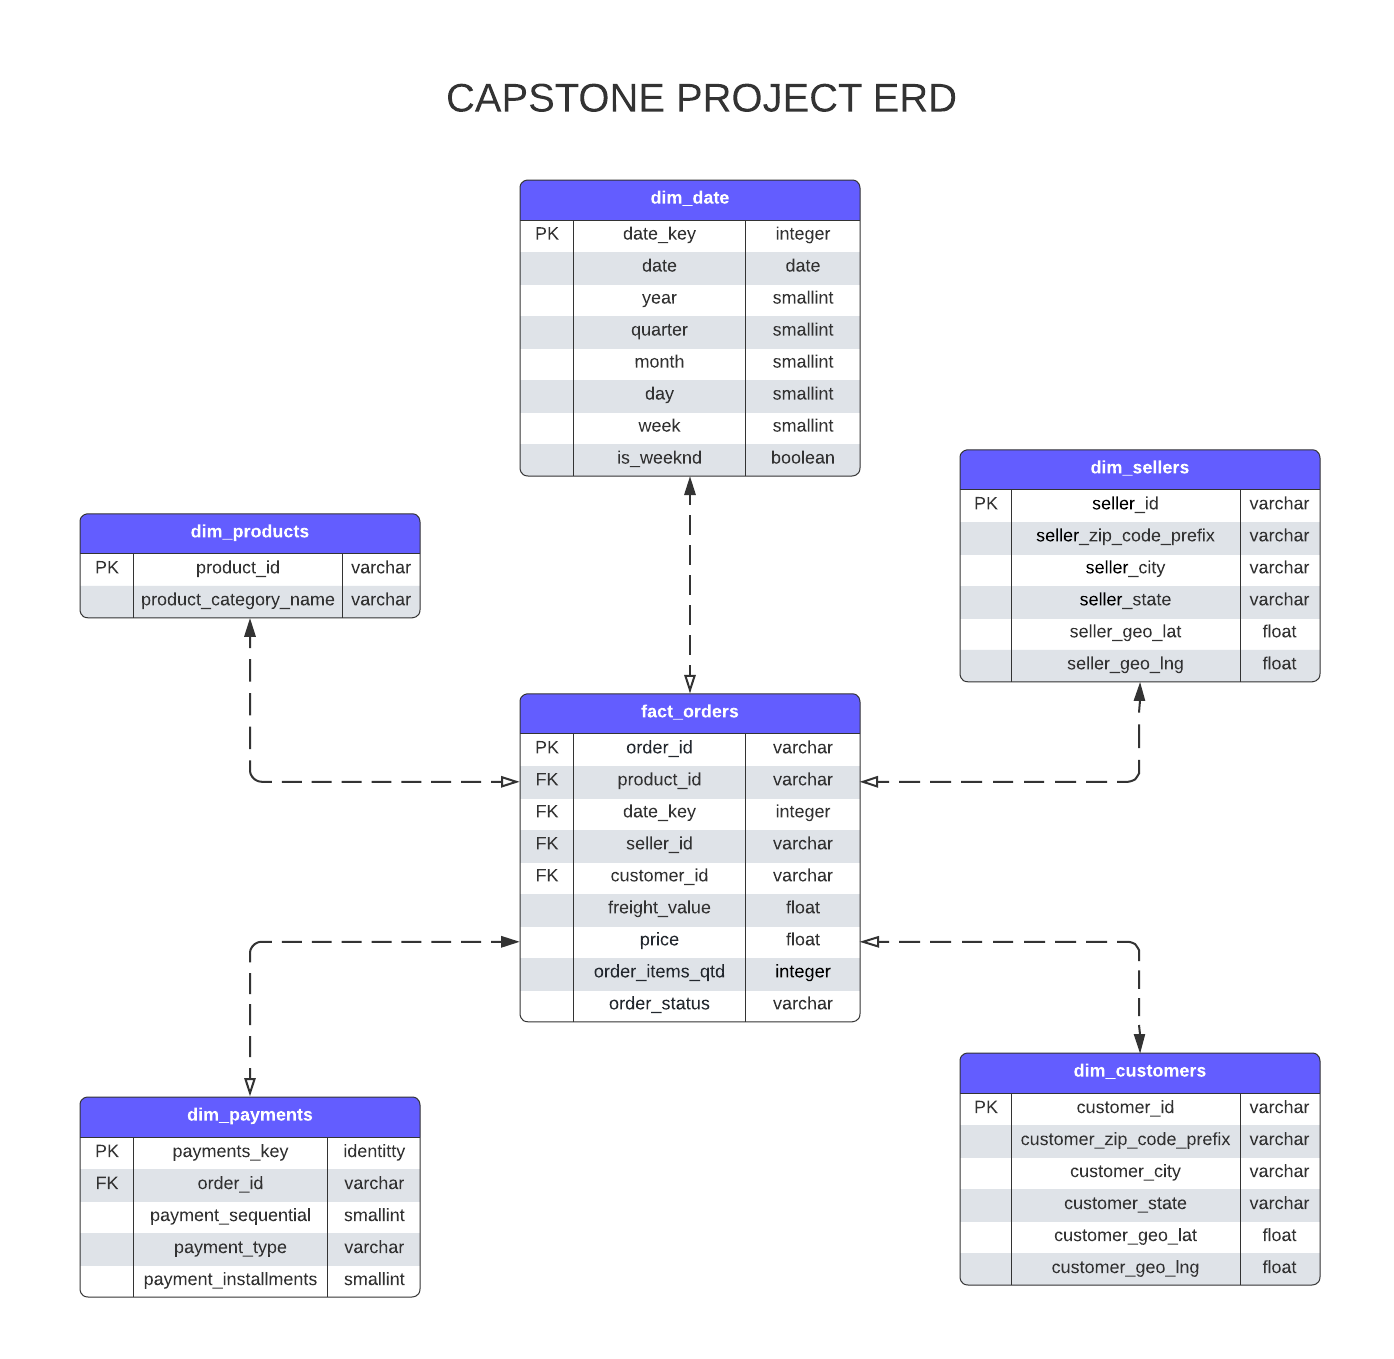 CAPSTONE PROJECT ERD
dim_date
PK date_key integer
date date
year smallint
quarter smallint
month smallint
day smallint
week smallint
is_weeknd boolean
dim_products
PK product_id varchar
product_category_name varchar
dim_sellers
PK seller_id varchar
seller_zip_code_prefix varchar
seller_city varchar
seller_state varchar
seller_geo_lat float
seller_geo_lng float
fact_orders
PK order_id varchar
FK product_id varchar
FK date_key integer
FK seller_id varchar
FK customer_id varchar
freight_value float
price float
order_items_qtd integer
order_status varchar
dim_payments
PK payments_key identitty
FK order_id varchar
payment_sequential smallint
payment_type varchar
payment_installments smallint
dim_customers
PK customer_id varchar
customer_zip_code_prefix varchar
customer_city varchar
customer_state varchar
customer_geo_lat float
customer_geo_lng float